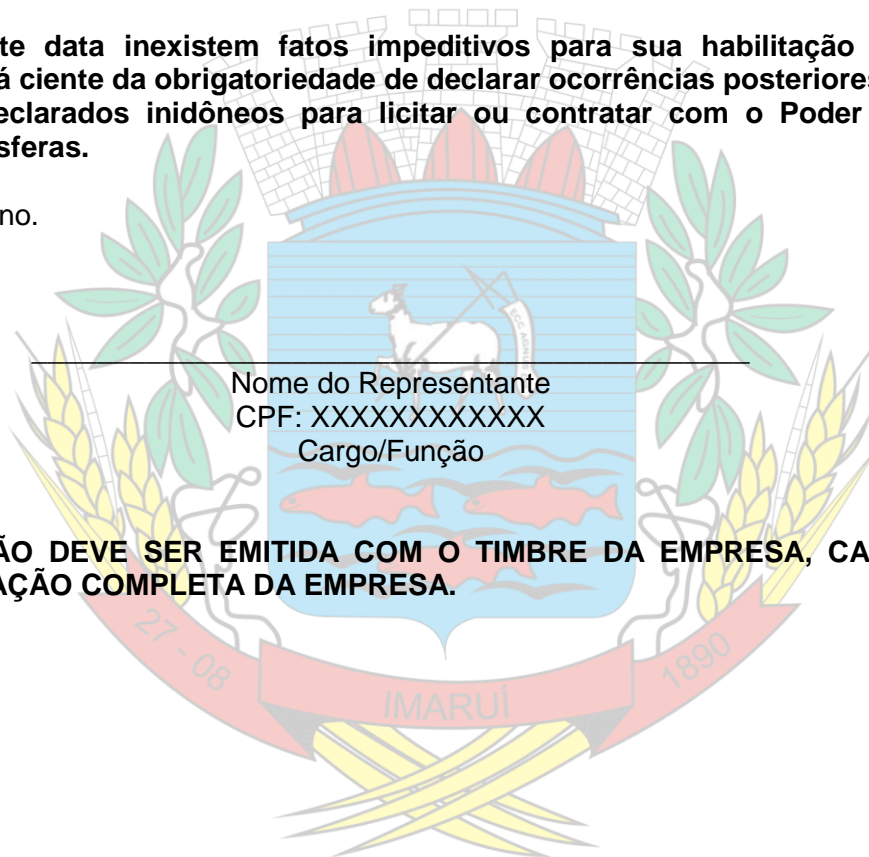 te data inexistem fatos impeditivos para sua habilitação
á ciente da obrigatoriedade de declarar ocorrências posteriores
eclarados inidôneos para licitar ou contratar com o Poder
sferas.
no.
ECC AGNUS
Nome do Representante
CPF: XXXXXXXXXXXX
Cargo/Função
ÃO DEVE SER EMITIDA COM O TIMBRE DA EMPRESA, CA
AÇÃO COMPLETA DA EMPRESA.
27 - 08
IMARUÍ
1890